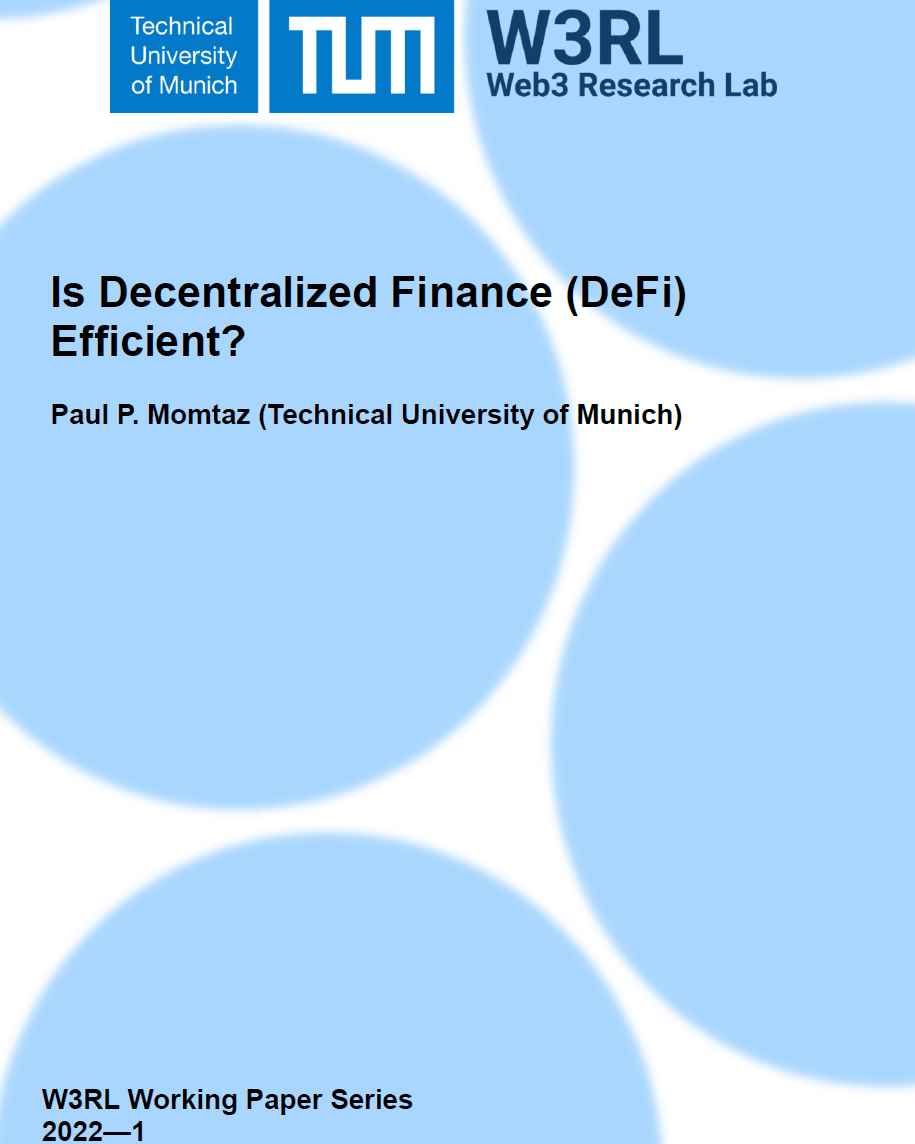 Technical
University
of Munich
TUM
W3RL
Web3 Research Lab
Is Decentralized Finance (DeFi)
Efficient?
Paul P. Momtaz (Technical University of Munich)
W3RL Working Paper Series
2022—1